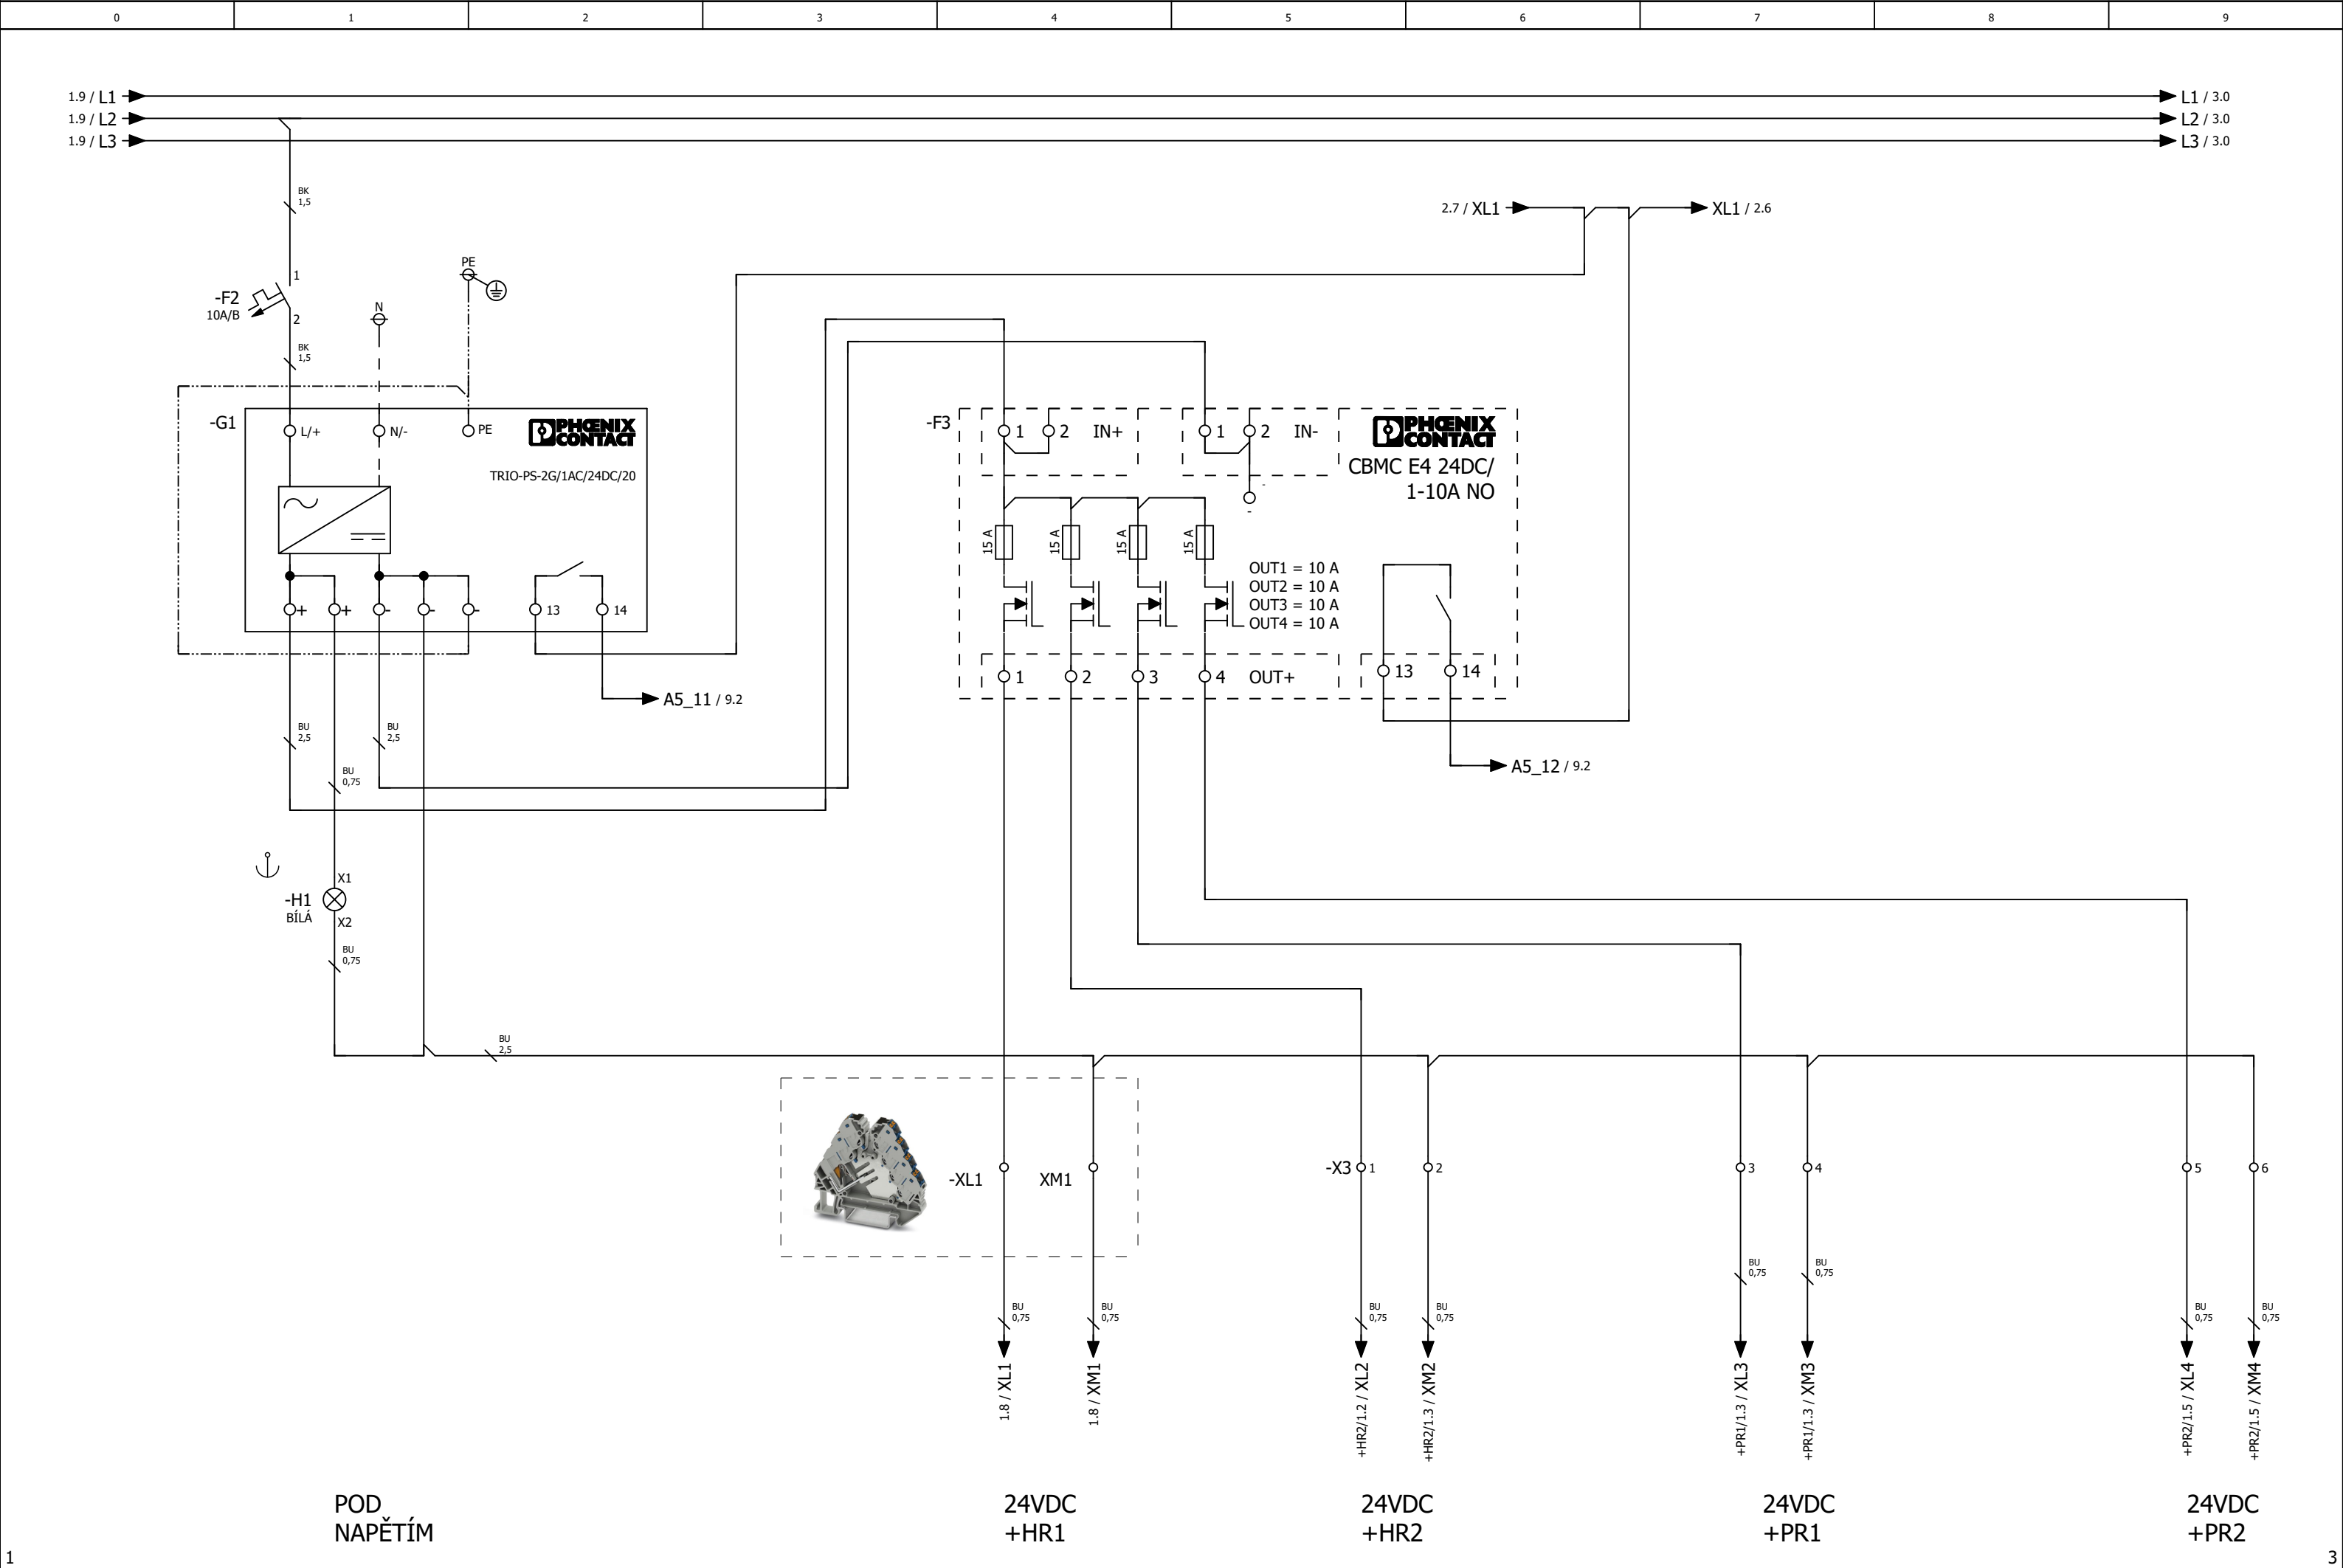 0 1 2 3 4 5 6 7 8 9
1.9 / L1
L1 / 3.0
1.9 / L2
L2 / 3.0
1.9 / L3
L3 / 3.0
BK
1,5
2.7 / XL1
XL1 / 2.6
PE
1
-F2
10A/B
2
N
BK
1,5
-G1
L/+
N/-
PE
PHŒNIX
CONTACT
TRIO-PS-2G/1AC/24DC/20
+
+
-
-
-
13
14
-F3
1
2
IN+
1
2
IN-
PHŒNIX
CONTACT
CBMC E4 24DC/
1-10A NO
-
-
15 A
15 A
15 A
15 A
OUT1 = 10 A
OUT2 = 10 A
OUT3 = 10 A
OUT4 = 10 A
1
2
3
4
OUT+
13
14
A5_11 / 9.2
A5_12 / 9.2
BU
2,5
BU
2,5
BU
0,75
X1
-H1
BÍLÁ
X2
BU
0,75
BU
2,5
-XL1
XM1
-X3
1
2
3
4
5
6
BU
0,75
BU
0,75
BU
0,75
BU
0,75
BU
0,75
BU
0,75
BU
0,75
BU
0,75
1.8 / XL1
1.8 / XM1
+HR2/1.2 / XL2
+HR2/1.3 / XM2
+PR1/1.3 / XL3
+PR1/1.3 / XM3
+PR2/1.5 / XL4
+PR2/1.5 / XM4
POD
NAPĚTÍM
24VDC
+HR1
24VDC
+HR2
24VDC
+PR1
24VDC
+PR2
1
3